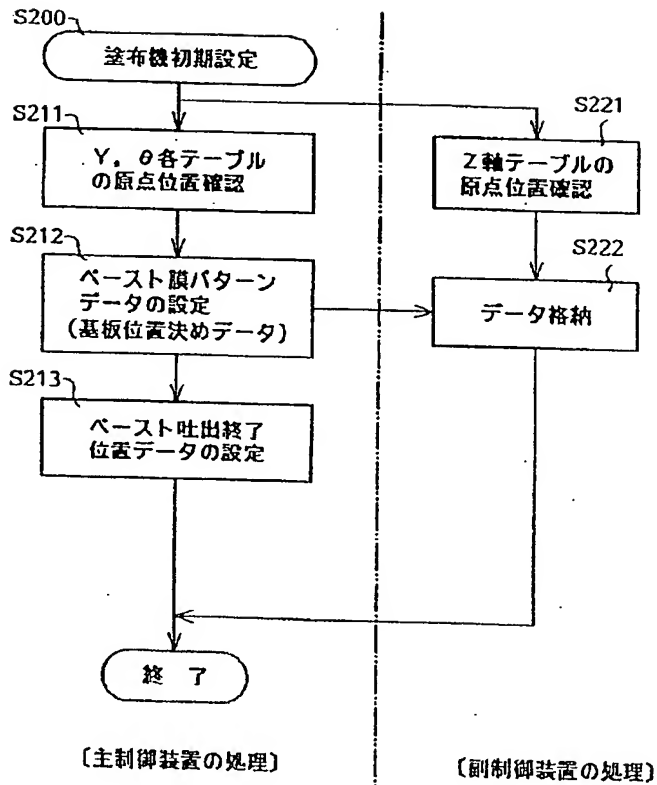 S200
塗布機初期設定
S211
Y,θ各テーブル
の原点位置確認
S212
ペースト膜パターン
データの設定
(基板位置決めデータ)
S213
ペースト吐出終了
位置データの設定
終 了
〔主制御装置の処理〕
S221
Z軸テーブルの
原点位置確認
S222
データ格納
〔副制御装置の処理〕